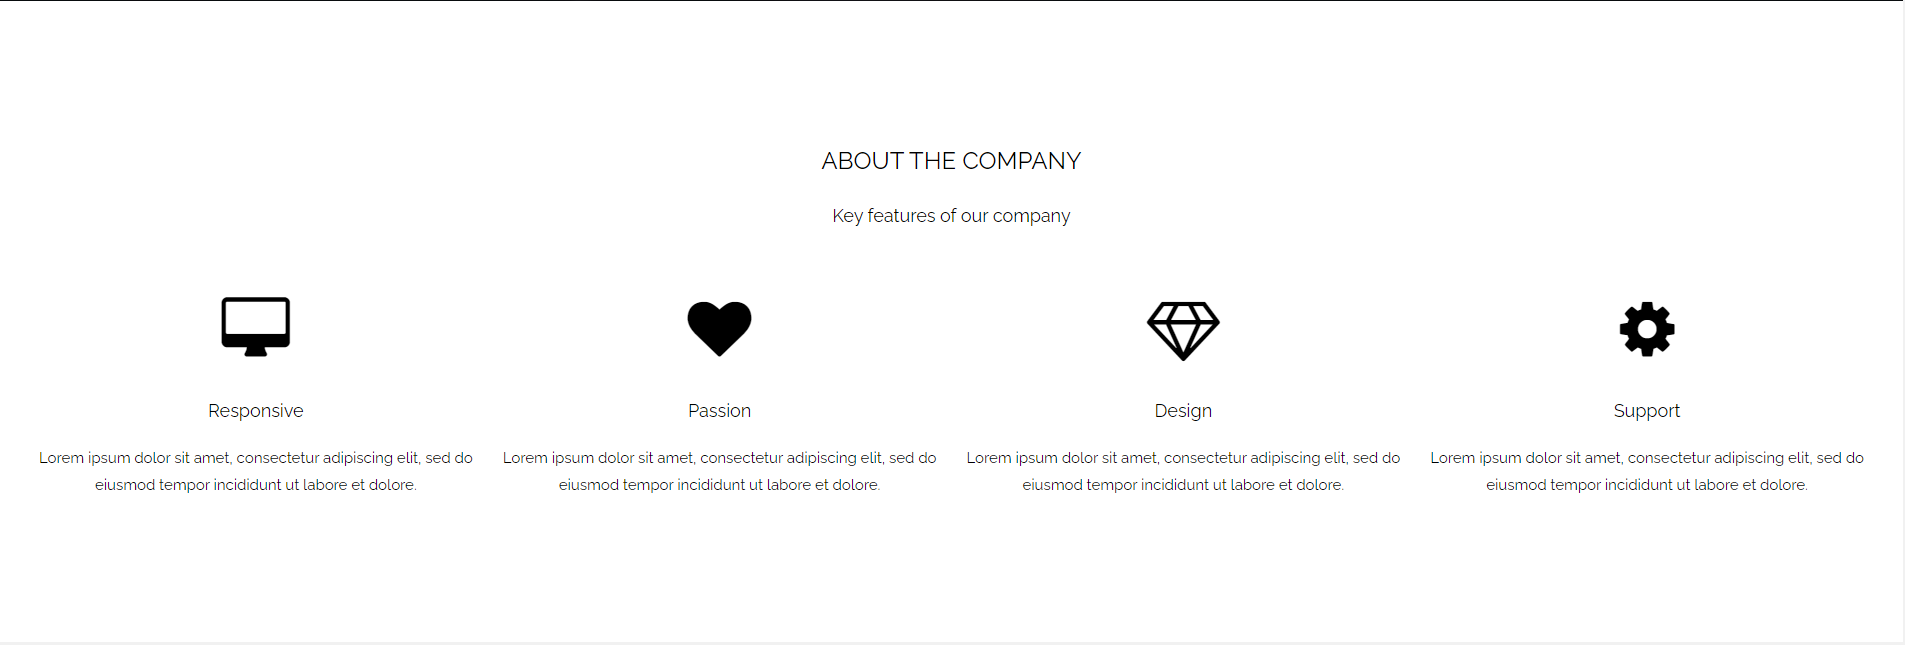 ABOUT THE COMPANY
Key features of our company
Responsive
Lorem ipsum dolor sit amet, consectetur adipiscing elit, sed do
eiusmod tempor incididunt ut labore et dolore.
Passion
Lorem ipsum dolor sit amet, consectetur adipiscing elit, sed do
eiusmod tempor incididunt ut labore et dolore.
Design
Lorem ipsum dolor sit amet, consectetur adipiscing elit, sed do
eiusmod tempor incididunt ut labore et dolore.
Support
Lorem ipsum dolor sit amet, consectetur adipiscing elit, sed do
eiusmod tempor incididunt ut labore et dolore.